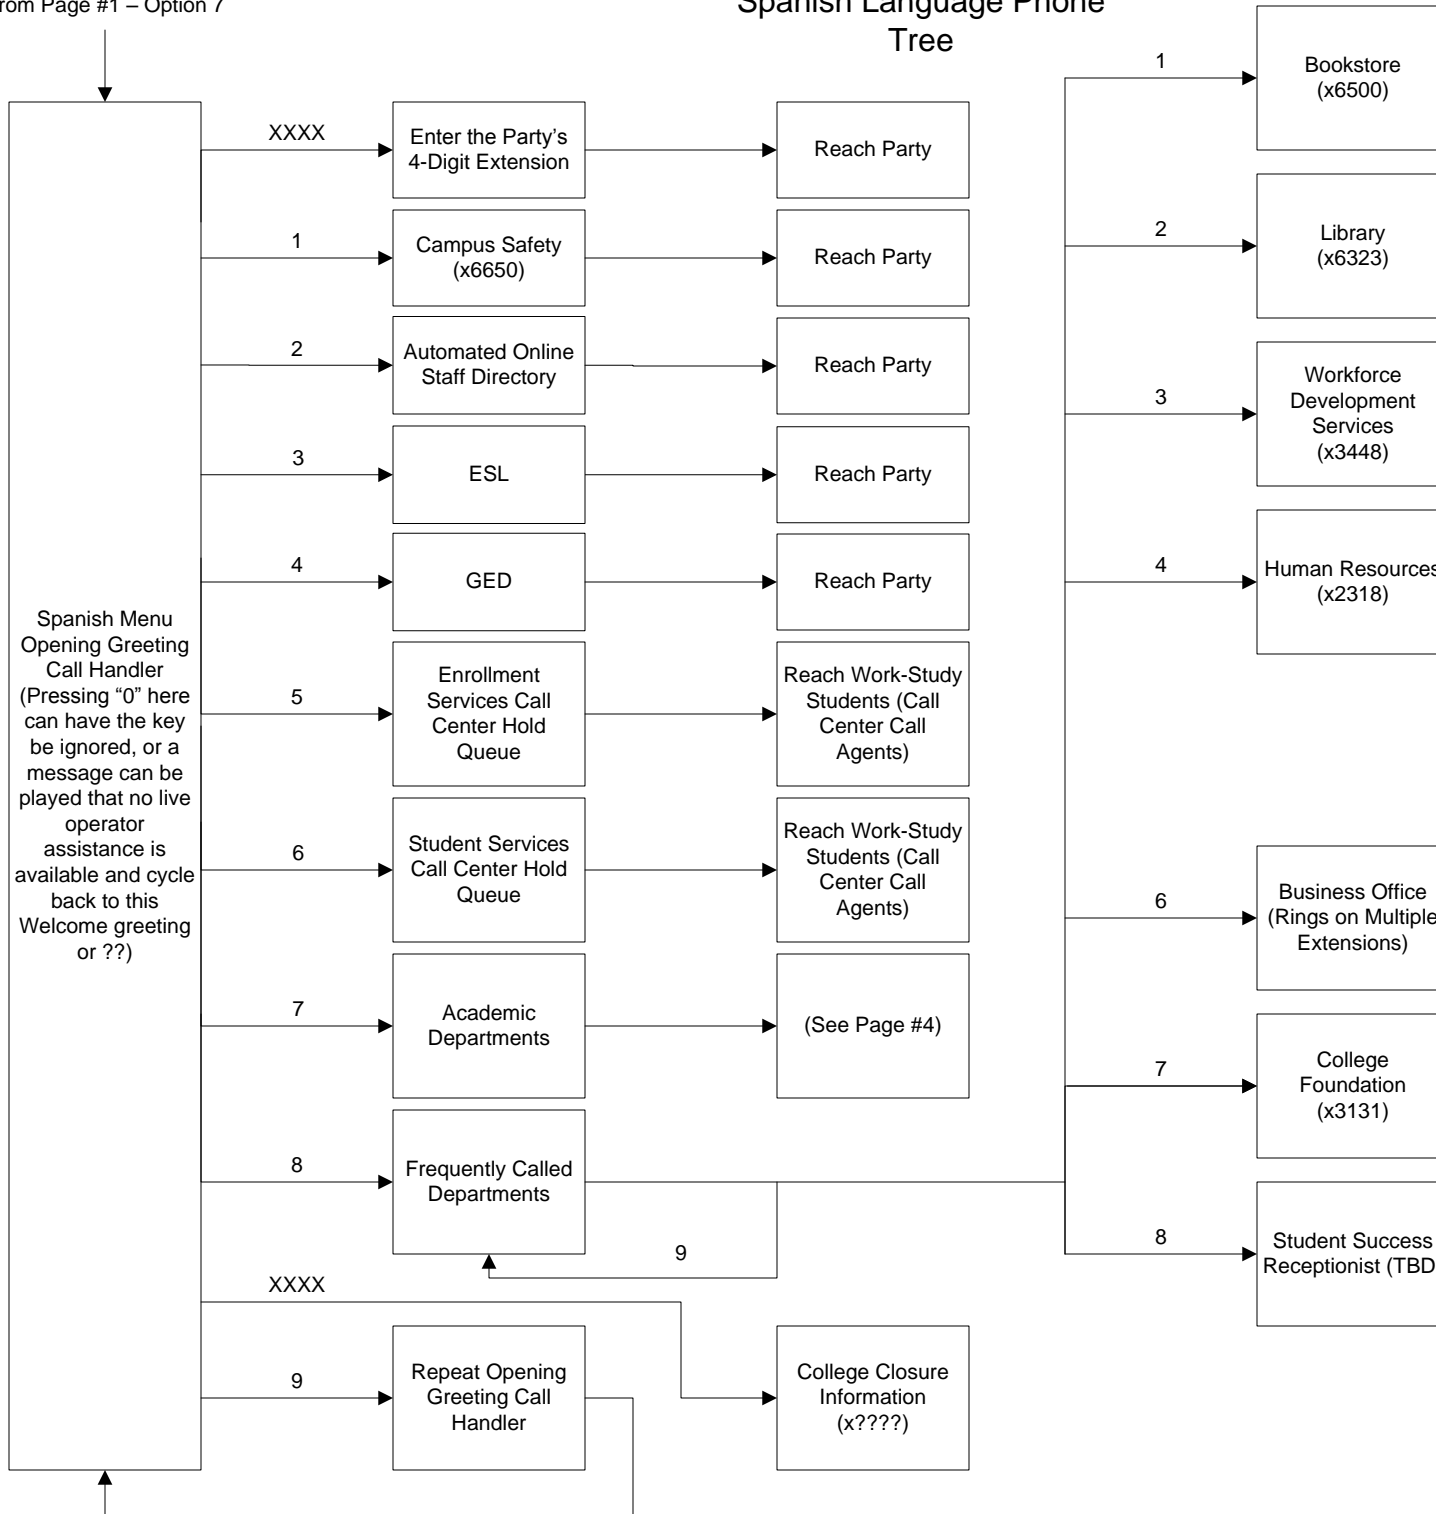 rom Page #1 – Option 7
Spanish Language Phone
Tree
Spanish Menu
Opening Greeting
Call Handler
(Pressing “0” here
can have the key
be ignored, or a
message can be
played that no live
operator
assistance is
available and cycle
back to this
Welcome greeting
or ??)
XXXX
Enter the Party’s
4-Digit Extension
Reach Party
1
Campus Safety
(x6650)
Reach Party
2
Automated Online
Staff Directory
Reach Party
3
ESL
Reach Party
4
GED
Reach Party
5
Enrollment
Services Call
Center Hold
Queue
Reach Work-Study
Students (Call
Center Call
Agents)
6
Student Services
Call Center Hold
Queue
Reach Work-Study
Students (Call
Center Call
Agents)
7
Academic
Departments
(See Page #4)
8
Frequently Called
Departments
9
XXXX
College Closure
Information
(x????)
9
Repeat Opening
Greeting Call
Handler
1
Bookstore
(x6500)
2
Library
(x6323)
3
Workforce
Development
Services
(x3448)
4
Human Resources
(x2318)
6
Business Office
(Rings on Multiple
Extensions)
7
College
Foundation
(x3131)
8
Student Success
Receptionist (TBD